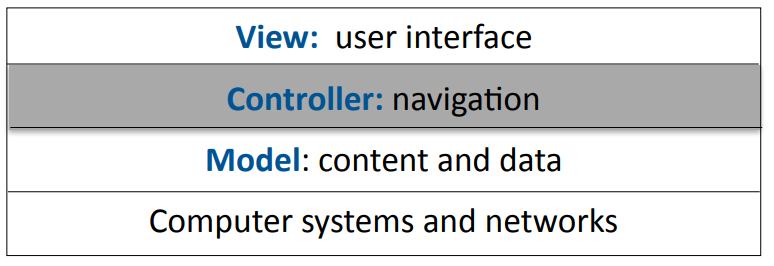 View: user interface
Controller: navigation
Model: content and data
Computer systems and networks